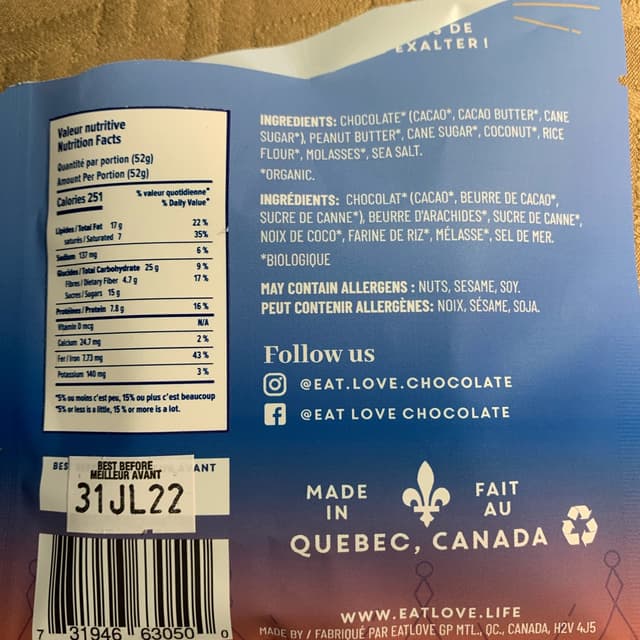 DE
EXALTER!
Valeur nutritive
Nutrition Facts
Quantité par portion (52g)
Amount Per Portion (52g)
Calories 251
% valeur quotidienne*
% Daily Value*
Lipides / Total Fat 17 g 22 %
saturés / Saturated 7 35%
Sodium 137 mg 6 %
Glucides / Total Carbohydrate 25 g 9 %
Fibres / Dietary Fiber 4.7 g 17 %
Sucres / Sugars 15 g
Protéines / Protein 7.8 g 16 %
Vitamin D mcg N/A
Calcium 24.7 mg 2 %
Fer / Iron 7.73 mg 43 %
Potassium 140 mg 3 %
*5% ou moins c'est peu, 15% ou plus c'est beaucoup
*5% or less is a little, 15 % or more is a lot.
INGREDIENTS: CHOCOLATE* (CACAO*, CACAO BUTTER*, CANE
SUGAR*), PEANUT BUTTER*, CANE SUGAR*, COCONUT*, RICE
FLOUR*, MOLASSES*, SEA SALT.
*ORGANIC.
INGRÉDIENTS: CHOCOLAT* (CACAO*, BEURRE DE CACAO*,
SUCRE DE CANNE*), BEURRE D'ARACHIDES*, SUCRE DE CANNE*,
NOIX DE COCO*, FARINE DE RIZ*, MÉLASSE*, SEL DE MER.
*BIOLOGIQUE
MAY CONTAIN ALLERGENS : NUTS, SESAME, SOY.
PEUT CONTENIR ALLERGÈNES: NOIX, SÉSAME, SOJA.
Follow us
@EAT.LOVE.CHOCOLATE
@EAT LOVE CHOCOLATE
BEST BEFORE
MEILLEUR AVANT
31JL22
MADE IN
FAIT AU
QUEBEC, CANADA
7 31946 63050 0
WWW.EATLOVE.LIFE
MADE BY / FABRIQUÉ PAR EATLOVE GP MTL., QC., CANADA, H2V 4J5